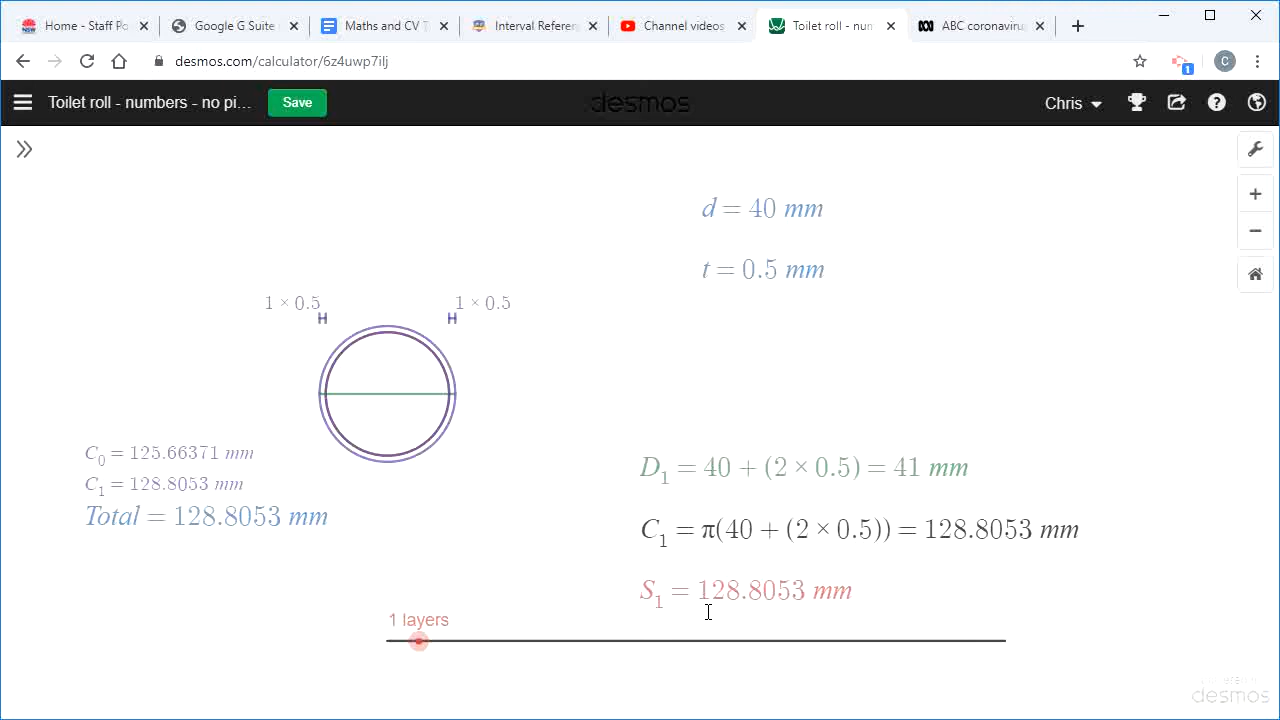 Home - Staff Po
Google G Suite
Maths and CV T
Interval Referen
Channel videos
Toilet roll - num
ABC coronavirus
desmos.com/calculator/6z4uwp7ilj
1
C
Toilet roll - numbers - no pi...
Save
desmos
Chris
d = 40 mm
t = 0.5 mm
1 × 0.5
1 × 0.5
C₀ = 125.66371 mm
C₁ = 128.8053 mm
Total = 128.8053 mm
D₁ = 40 + (2 × 0.5) = 41 mm
C₁ = π(40 + (2 × 0.5)) = 128.8053 mm
S₁ = 128.8053 mm
1 layers
desmos